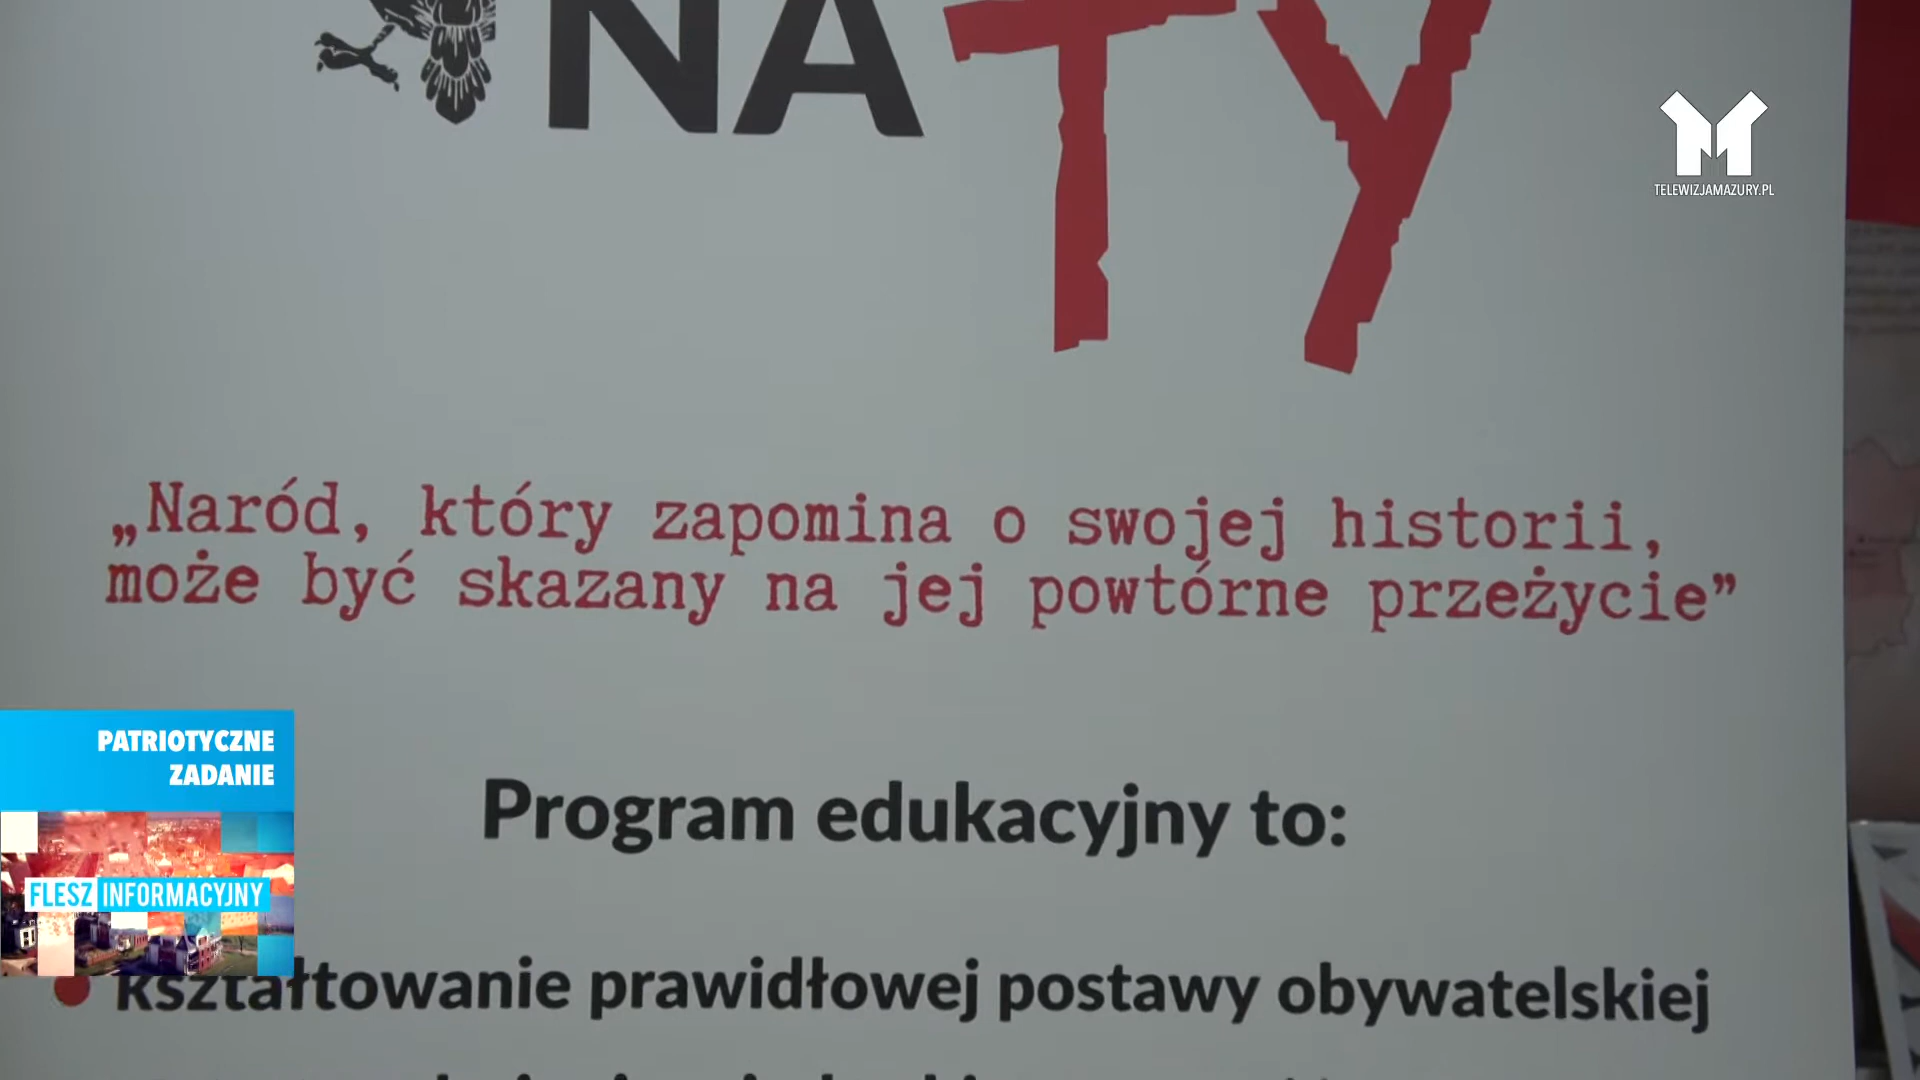 NA TY
TELEWIZJAMAZURY.PL
„Naród, który zapomina o swojej historii,
może być skazany na jej powtórne przeżycie”
PATRIOTYCZNE
ZADANIE
Program edukacyjny to:
FLESZ INFORMACYJNY
• kształtowanie prawidłowej postawy obywatelskiej